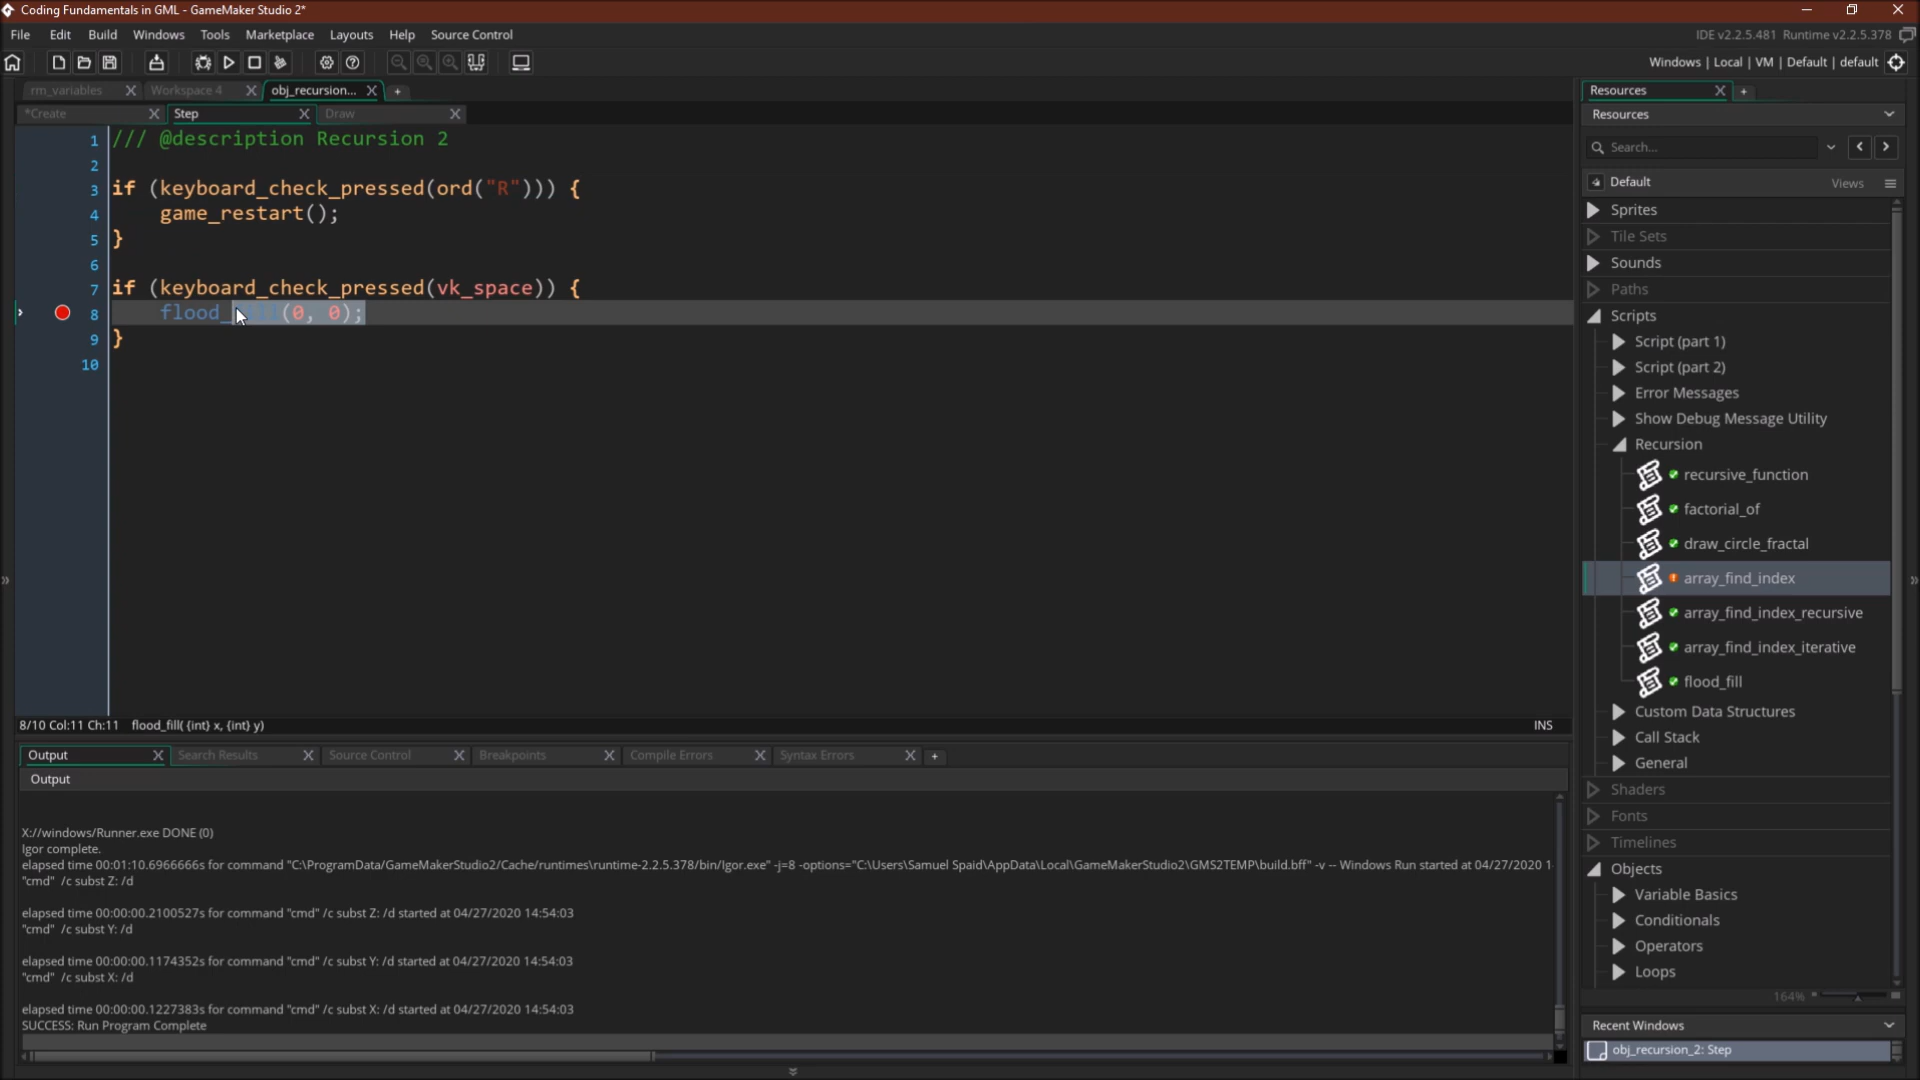 Coding Fundamentals in GML - GameMaker Studio 2*
File Edit Build Windows Tools Marketplace Layouts Help Source Control
IDE v2.2.5.481 Runtime v2.2.5.378
Windows | Local | VM | Default | default
rm_variables Workspace 4 obj_recursion... +
*Create Step Draw
1 /// @description Recursion 2
2
3 if (keyboard_check_pressed(ord("R"))) {
4 game_restart();
5 }
6
7 if (keyboard_check_pressed(vk_space)) {
8 flood_fill(0, 0);
9 }
10
8/10 Col:11 Ch:11 flood_fill( {int} x, {int} y)
INS
Output Search Results Source Control Breakpoints Compile Errors Syntax Errors +
Output
X://windows/Runner.exe DONE (0)
Igor complete.
elapsed time 00:01:10.6966666s for command "C:\ProgramData/GameMakerStudio2/Cache/runtimes\runtime-2.2.5.378/bin/Igor.exe" -j=8 -options="C:\Users\Samuel Spaid\AppData\Local\GameMakerStudio2\GMS2TEMP\build.bff" -v -- Windows Run started at 04/27/2020 1
"cmd" /c subst Z: /d
elapsed time 00:00:00.2100527s for command "cmd" /c subst Z: /d started at 04/27/2020 14:54:03
"cmd" /c subst Y: /d
elapsed time 00:00:00.1174352s for command "cmd" /c subst Y: /d started at 04/27/2020 14:54:03
"cmd" /c subst X: /d
elapsed time 00:00:00.1227383s for command "cmd" /c subst X: /d started at 04/27/2020 14:54:03
SUCCESS: Run Program Complete
Resources +
Resources
Search...
Default Views
Sprites
Tile Sets
Sounds
Paths
Scripts
Script (part 1)
Script (part 2)
Error Messages
Show Debug Message Utility
Recursion
recursive_function
factorial_of
draw_circle_fractal
array_find_index
array_find_index_recursive
array_find_index_iterative
flood_fill
Custom Data Structures
Call Stack
General
Shaders
Fonts
Timelines
Objects
Variable Basics
Conditionals
Operators
Loops
164%
Recent Windows
obj_recursion_2: Step